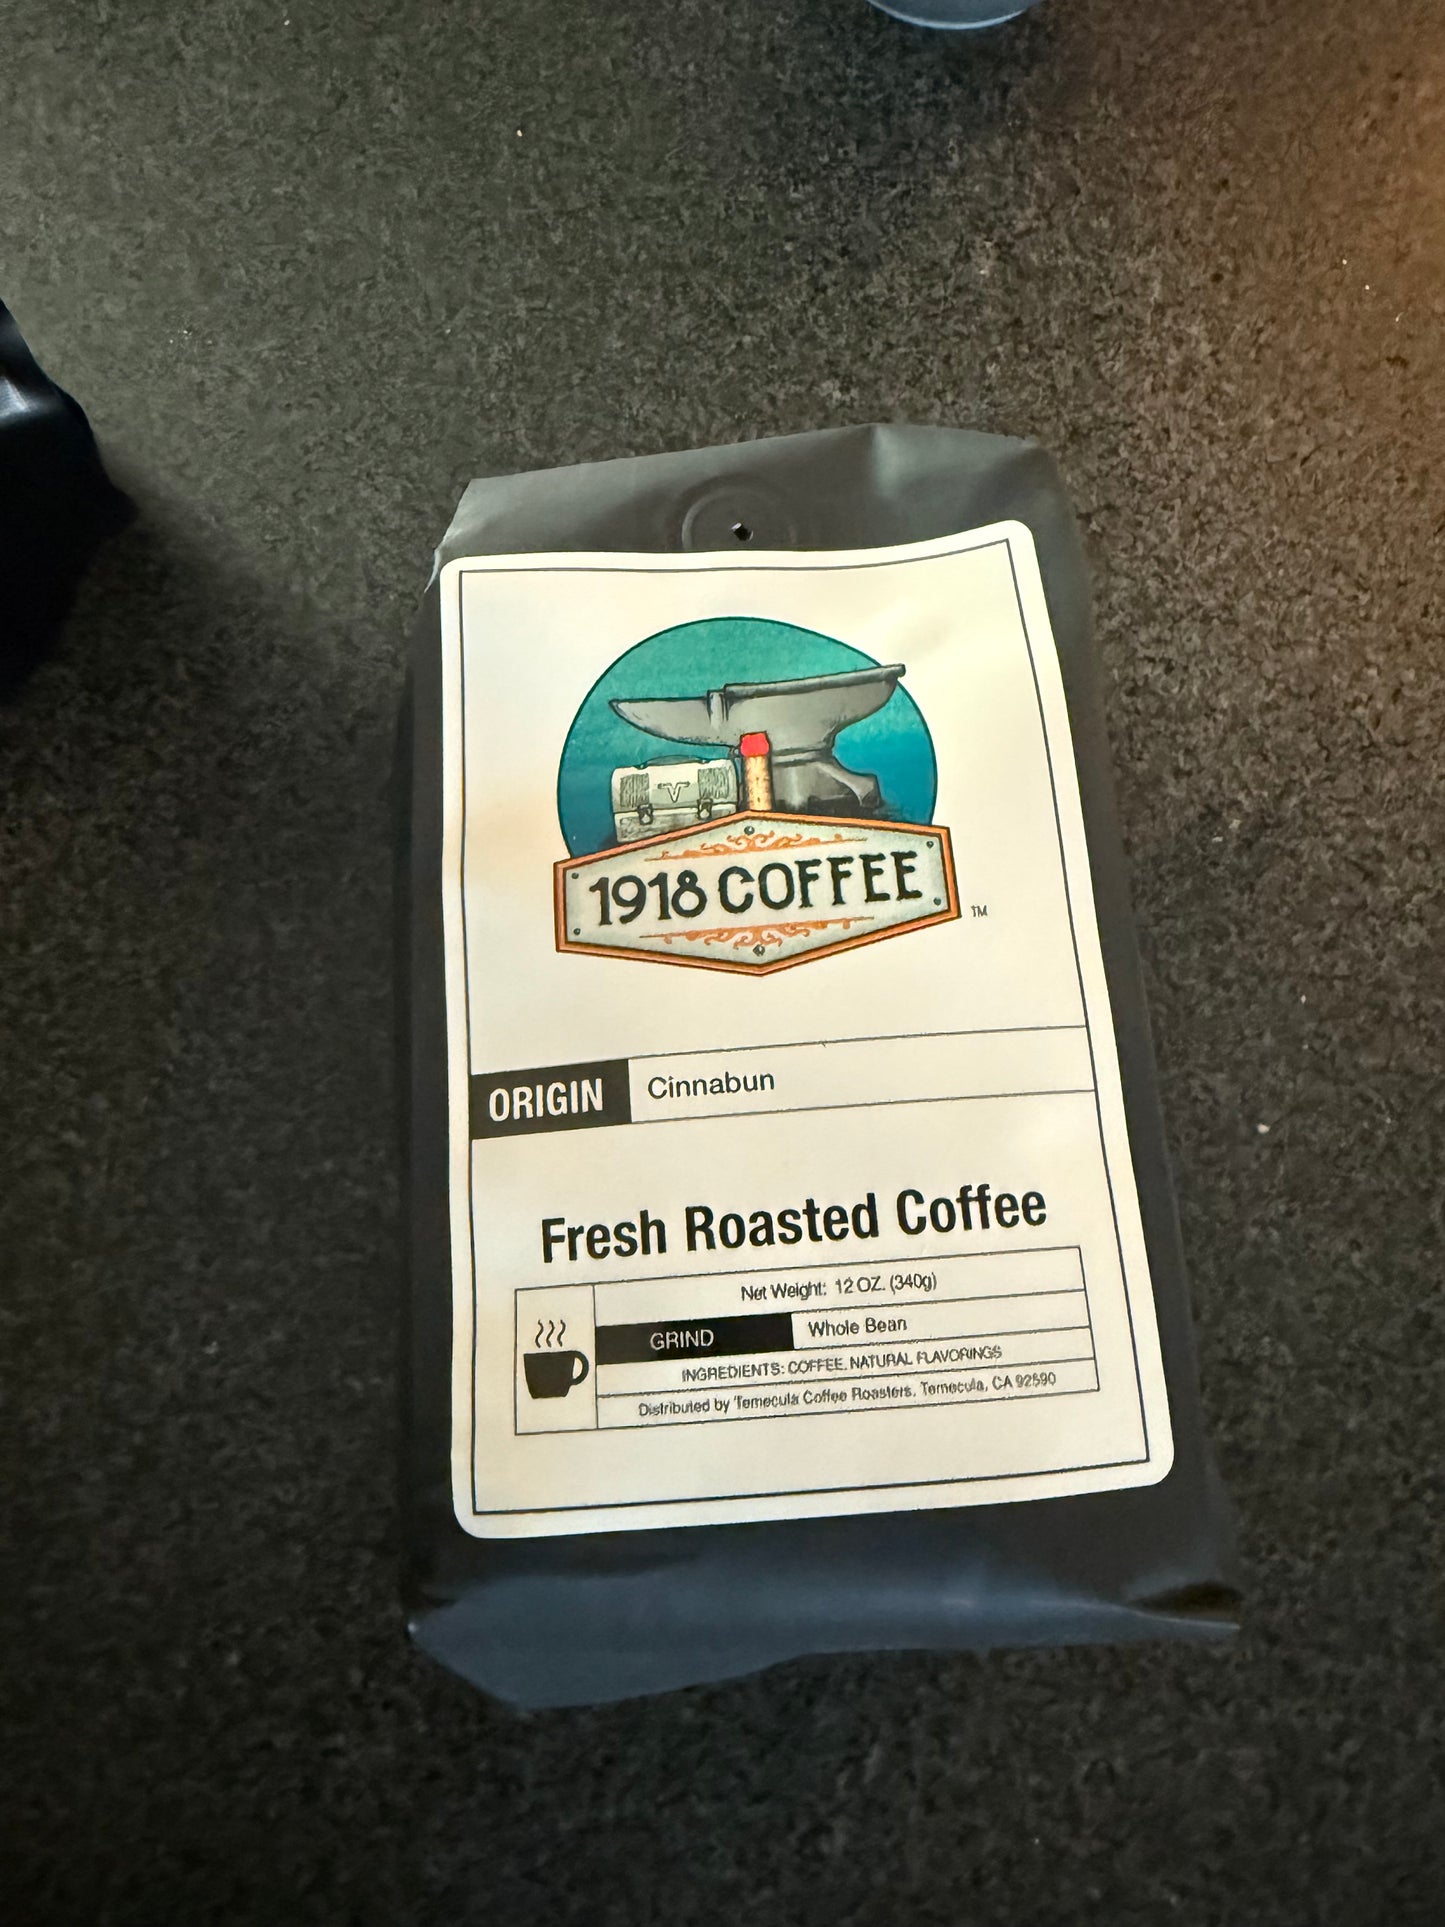 1918 COFFEE
TM
ORIGIN Cinnabun
Fresh Roasted Coffee
Net Weight: 12 OZ. (340g)
GRIND Whole Bean
INGREDIENTS: COFFEE, NATURAL FLAVORINGS
Distributed by Temecula Coffee Roasters, Temecula, CA 92590